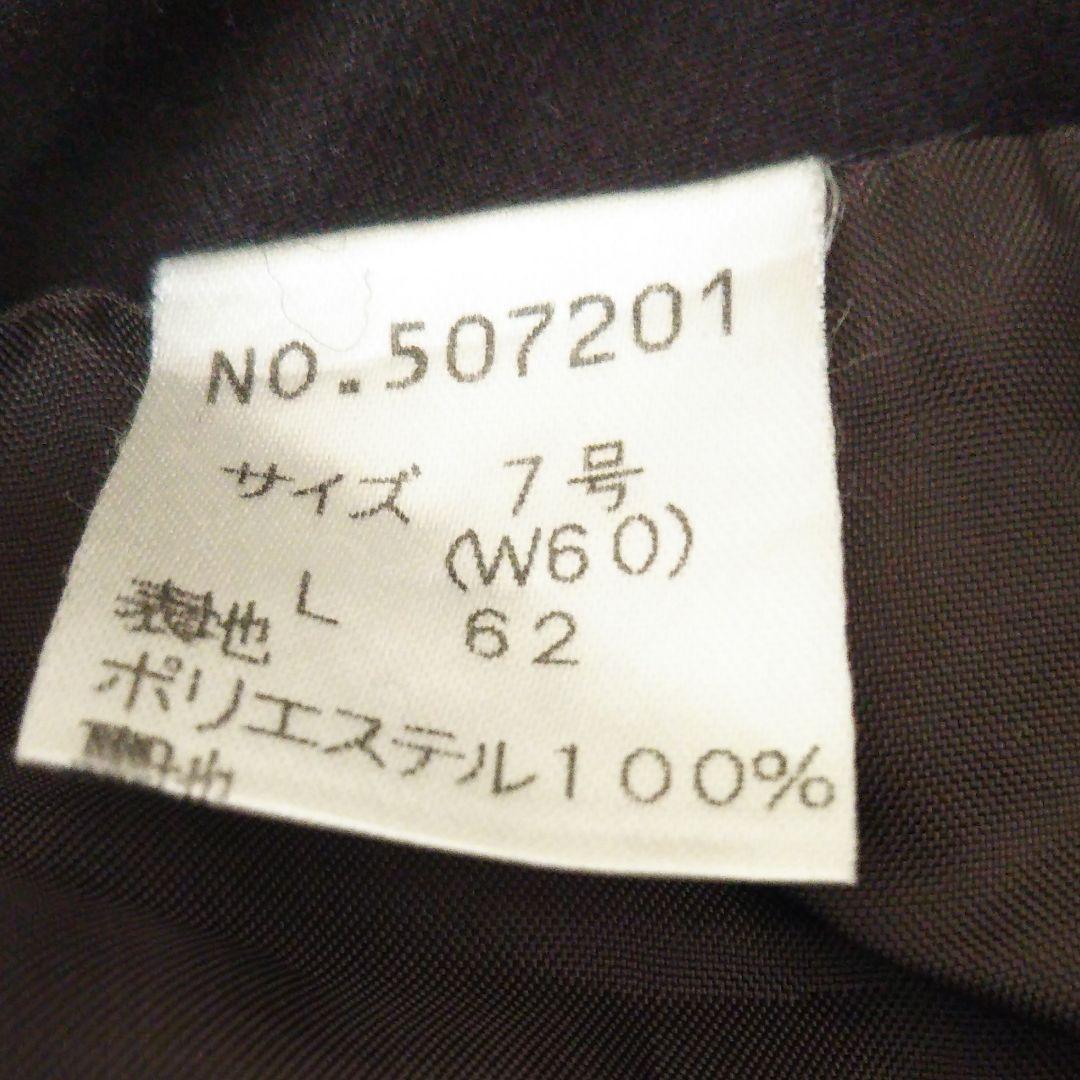 NO.507201
サイズ　7号
(W60)
L　62
表地
ポリエステル100%